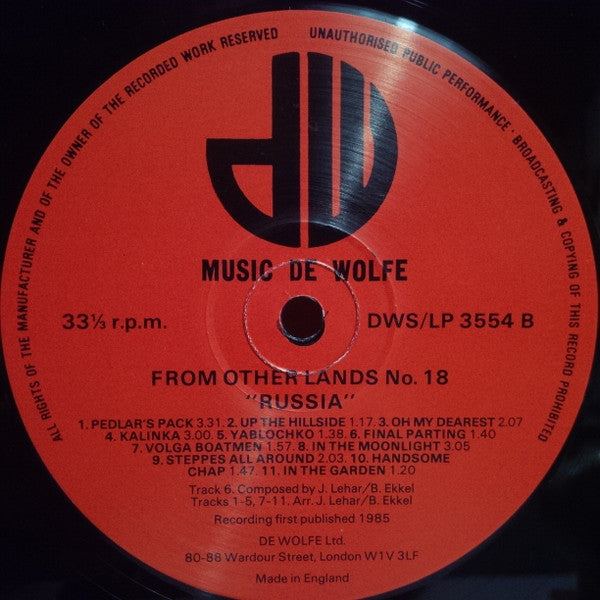 ALL RIGHTS OF THE MANUFACTURER AND OF THE OWNER OF THE RECORDED WORK RESERVED
UNAUTHORISED PUBLIC PERFORMANCE · BROADCASTING & COPYING OF THIS RECORD PROHIBITED
dW
MUSIC DE WOLFE
33⅓ r.p.m.
DWS/LP 3554 B
FROM OTHER LANDS No. 18
"RUSSIA"
1. PEDLAR'S PACK 3.31. 2. UP THE HILLSIDE 1.17. 3. OH MY DEAREST 2.07
4. KALINKA 3.00. 5. YABLOCHKO 1.38. 6. FINAL PARTING 1.40
7. VOLGA BOATMEN 1.57. 8. IN THE MOONLIGHT 3.05
9. STEPPES ALL AROUND 2.03. 10. HANDSOME
CHAP 1.47. 11. IN THE GARDEN 1.20
Track 6. Composed by J. Lehar/B. Ekkel
Tracks 1-5, 7-11. Arr. J. Lehar/B. Ekkel
Recording first published 1985
DE WOLFE Ltd.
80-88 Wardour Street, London W1V 3LF
Made in England